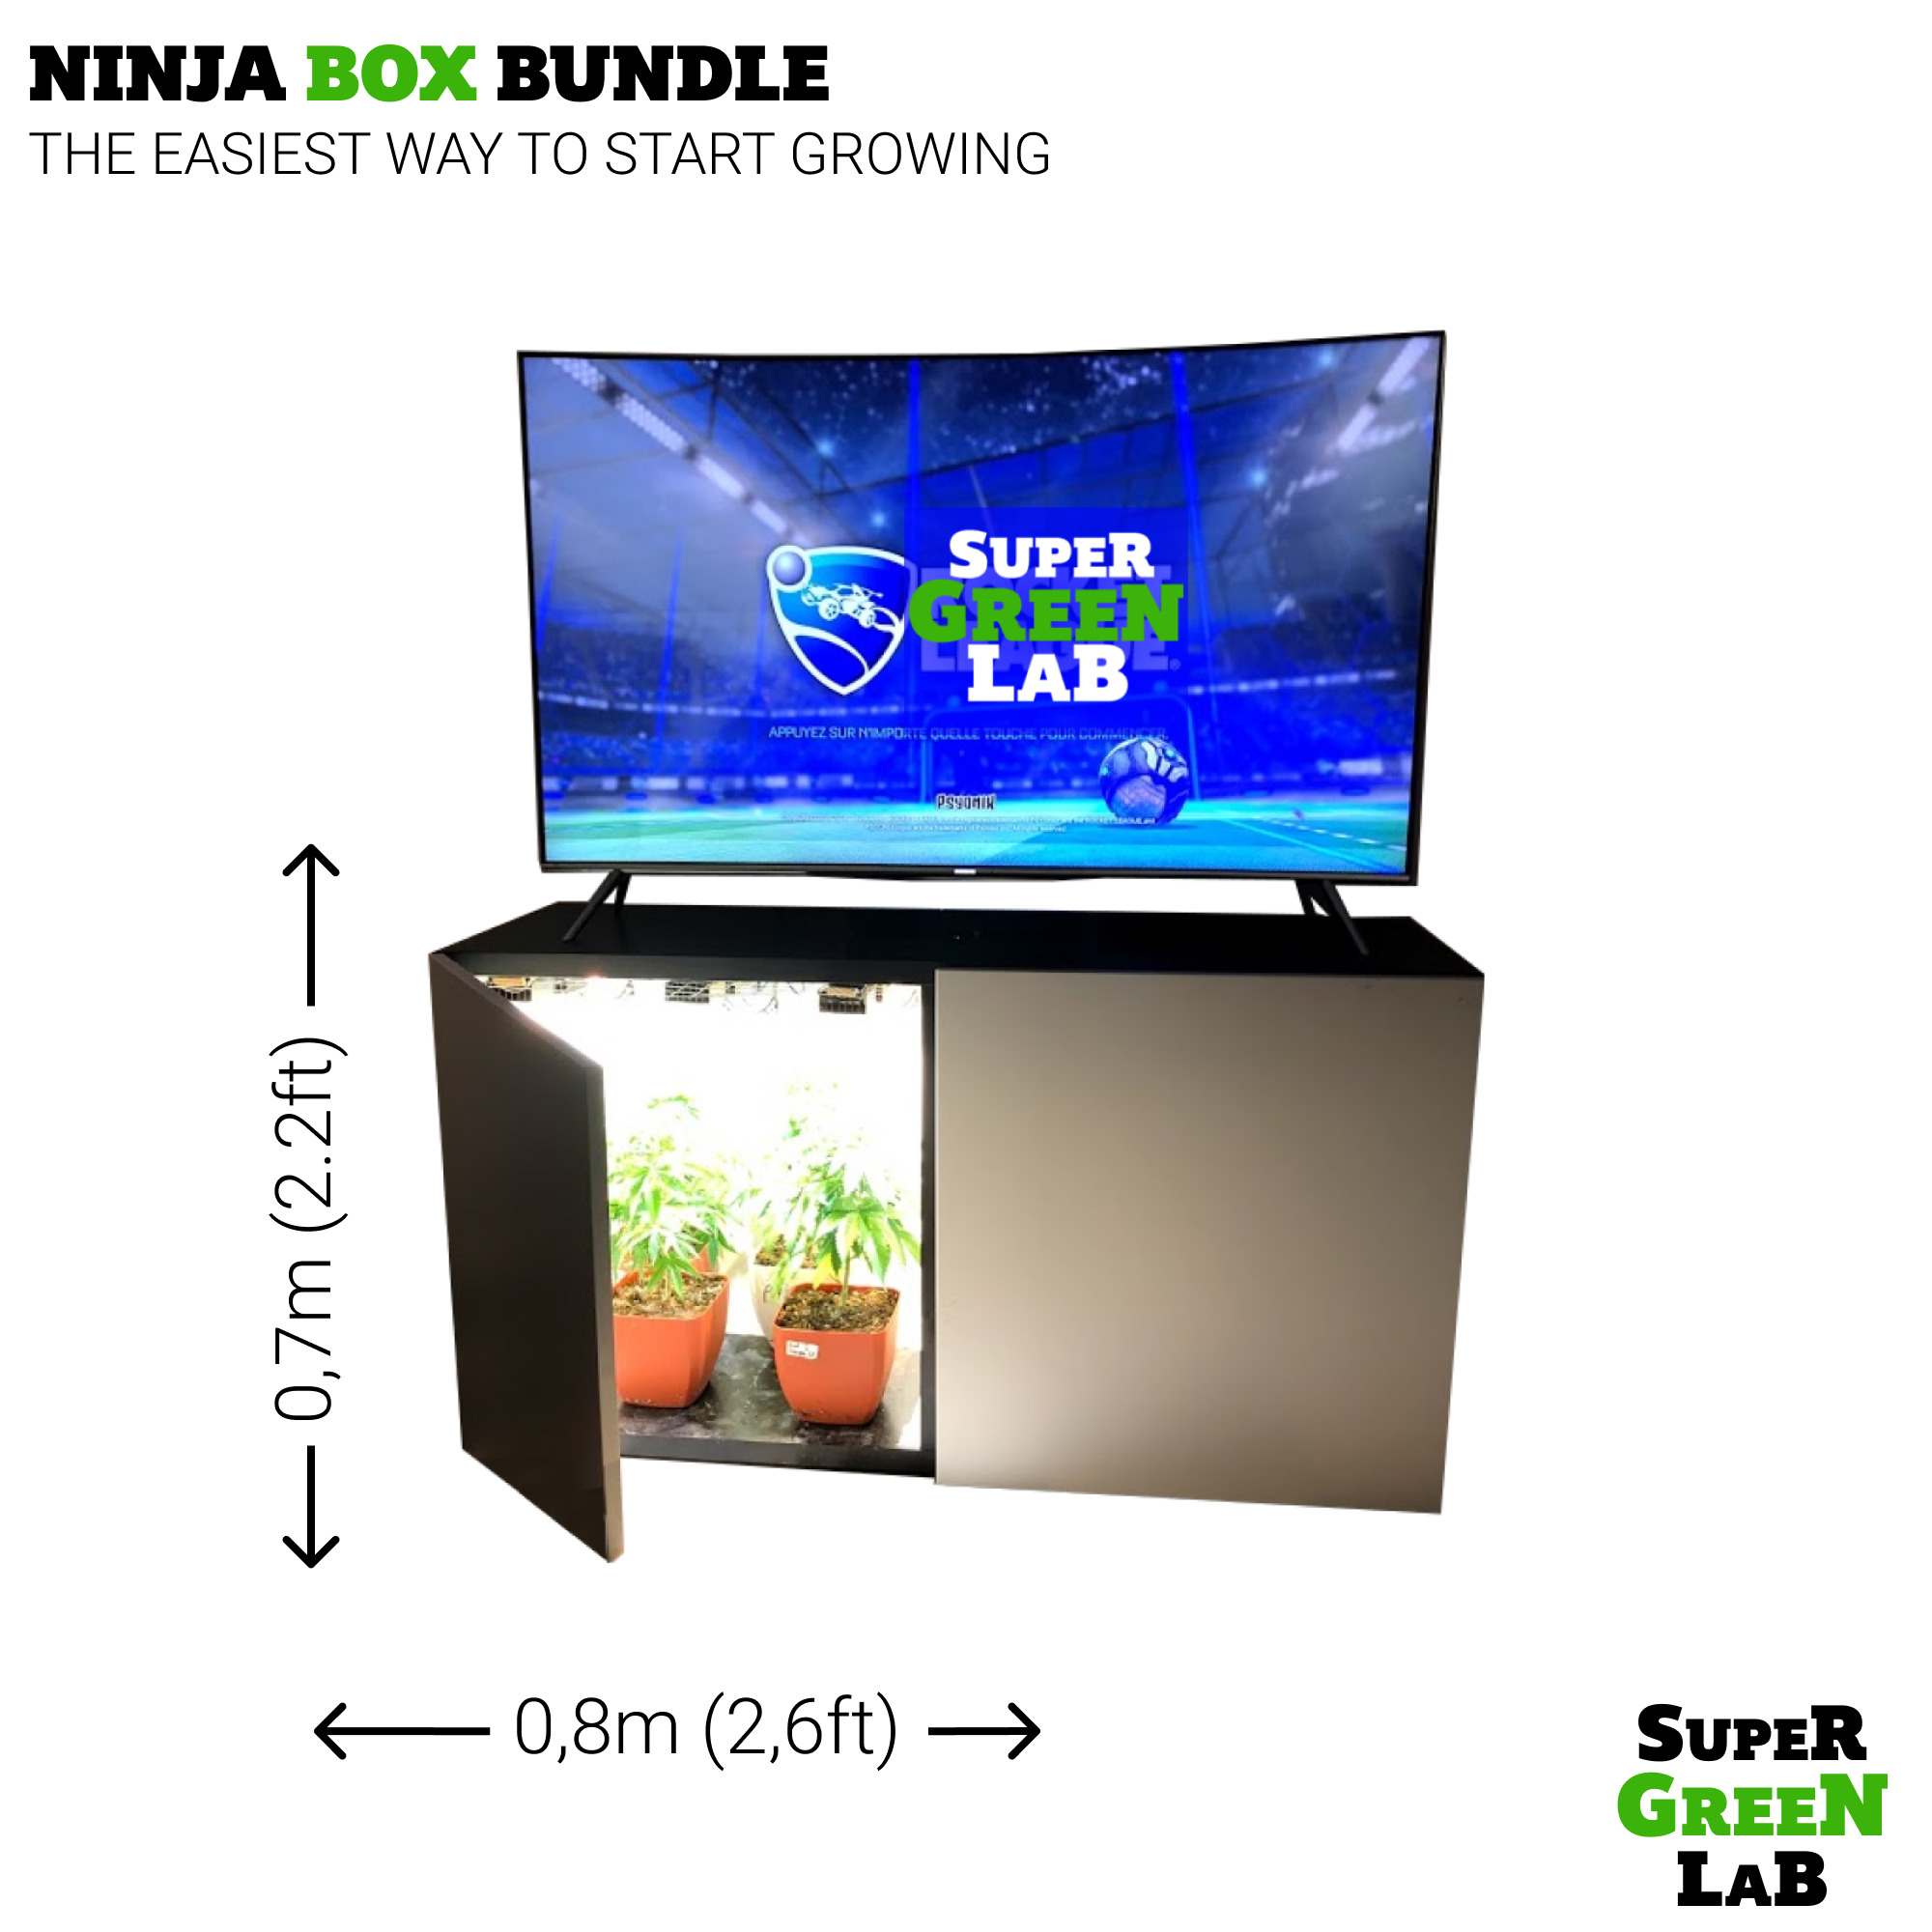 NINJA BOX BUNDLE
THE EASIEST WAY TO START GROWING
SUPER
GREEN
LAB
APPUYEZ SUR N'IMPORTE QUELLE TOUCHE POUR COMMENCER.
PSYONIX
0,7m (2.2ft)
0,8m (2,6ft)
SUPER
GREEN
LAB